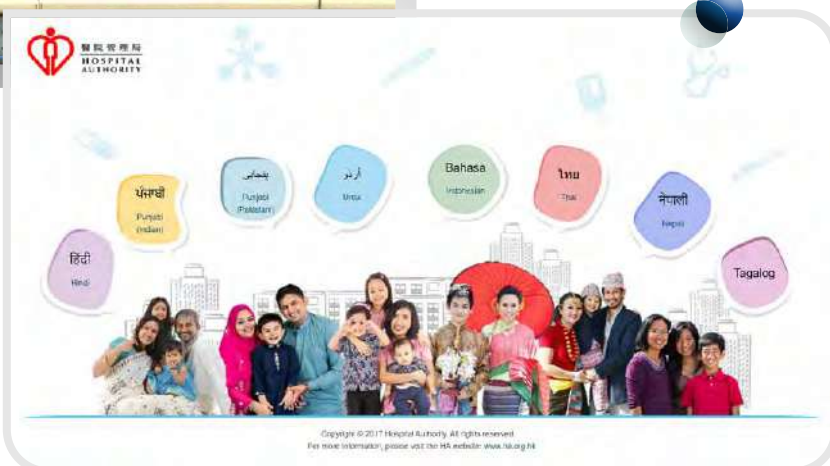 醫院管理局
HOSPITAL
AUTHORITY
हिंदी
Hindi
ਪੰਜਾਬੀ
Punjabi
(Indian)
پنجابی
Punjabi
(Pakistani)
اُردو
Urdu
Bahasa
Indonesian
ไทย
Thai
नेपाली
Nepali
Tagalog
Copyright © 2017 Hospital Authority. All rights reserved.
For more information, please visit the HA website: www.ha.org.hk